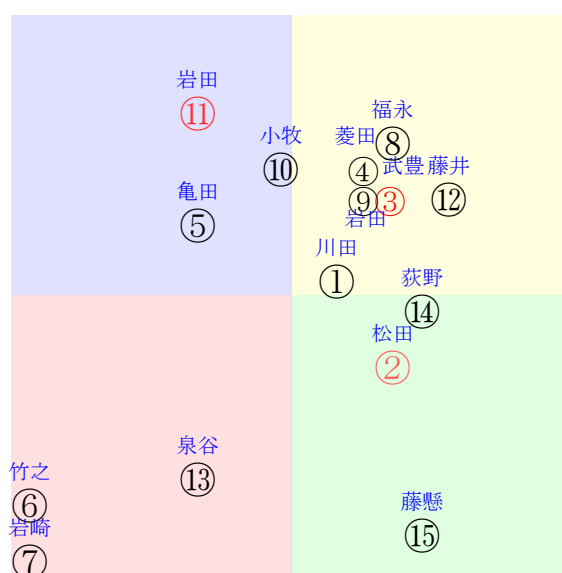 岩田
⑪
福永
⑧
小牧
⑩
菱田
④
武豊
③
藤井
⑫
亀田
⑤
⑨
岩田
川田
①
荻野
⑭
松田
②
泉谷
⑬
竹之
⑥
岩崎
⑦
藤懸
⑮